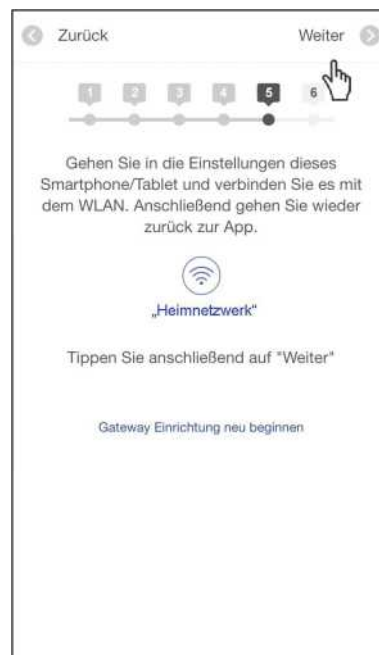 Zurück Weiter
1 2 3 4 5 6
Gehen Sie in die Einstellungen dieses
Smartphone/Tablet und verbinden Sie es mit
dem WLAN. Anschließend gehen Sie wieder
zurück zur App.
„Heimnetzwerk“
Tippen Sie anschließend auf "Weiter"
Gateway Einrichtung neu beginnen